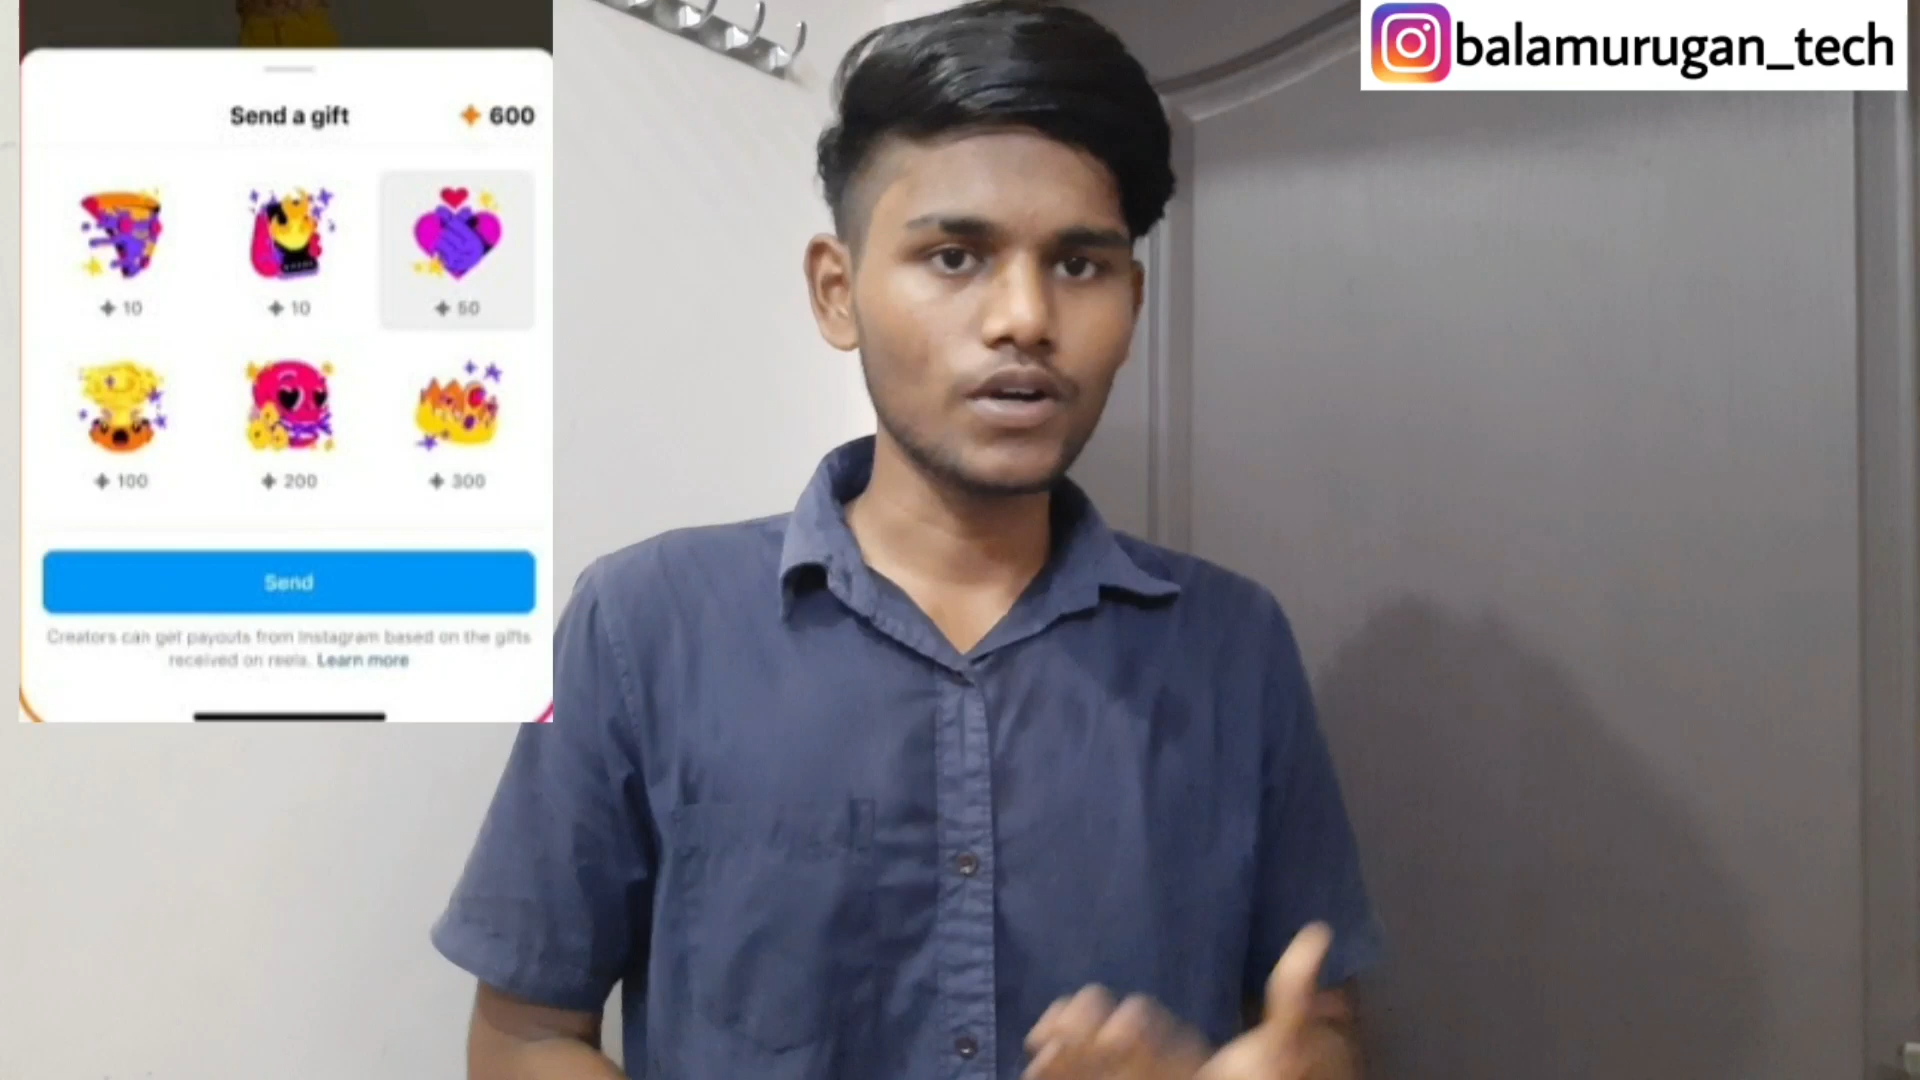 balamurugan_tech
Send a gift
600
10
10
50
100
200
300
Send
Creators can get payouts from Instagram based on the gifts
received on reels. Learn more